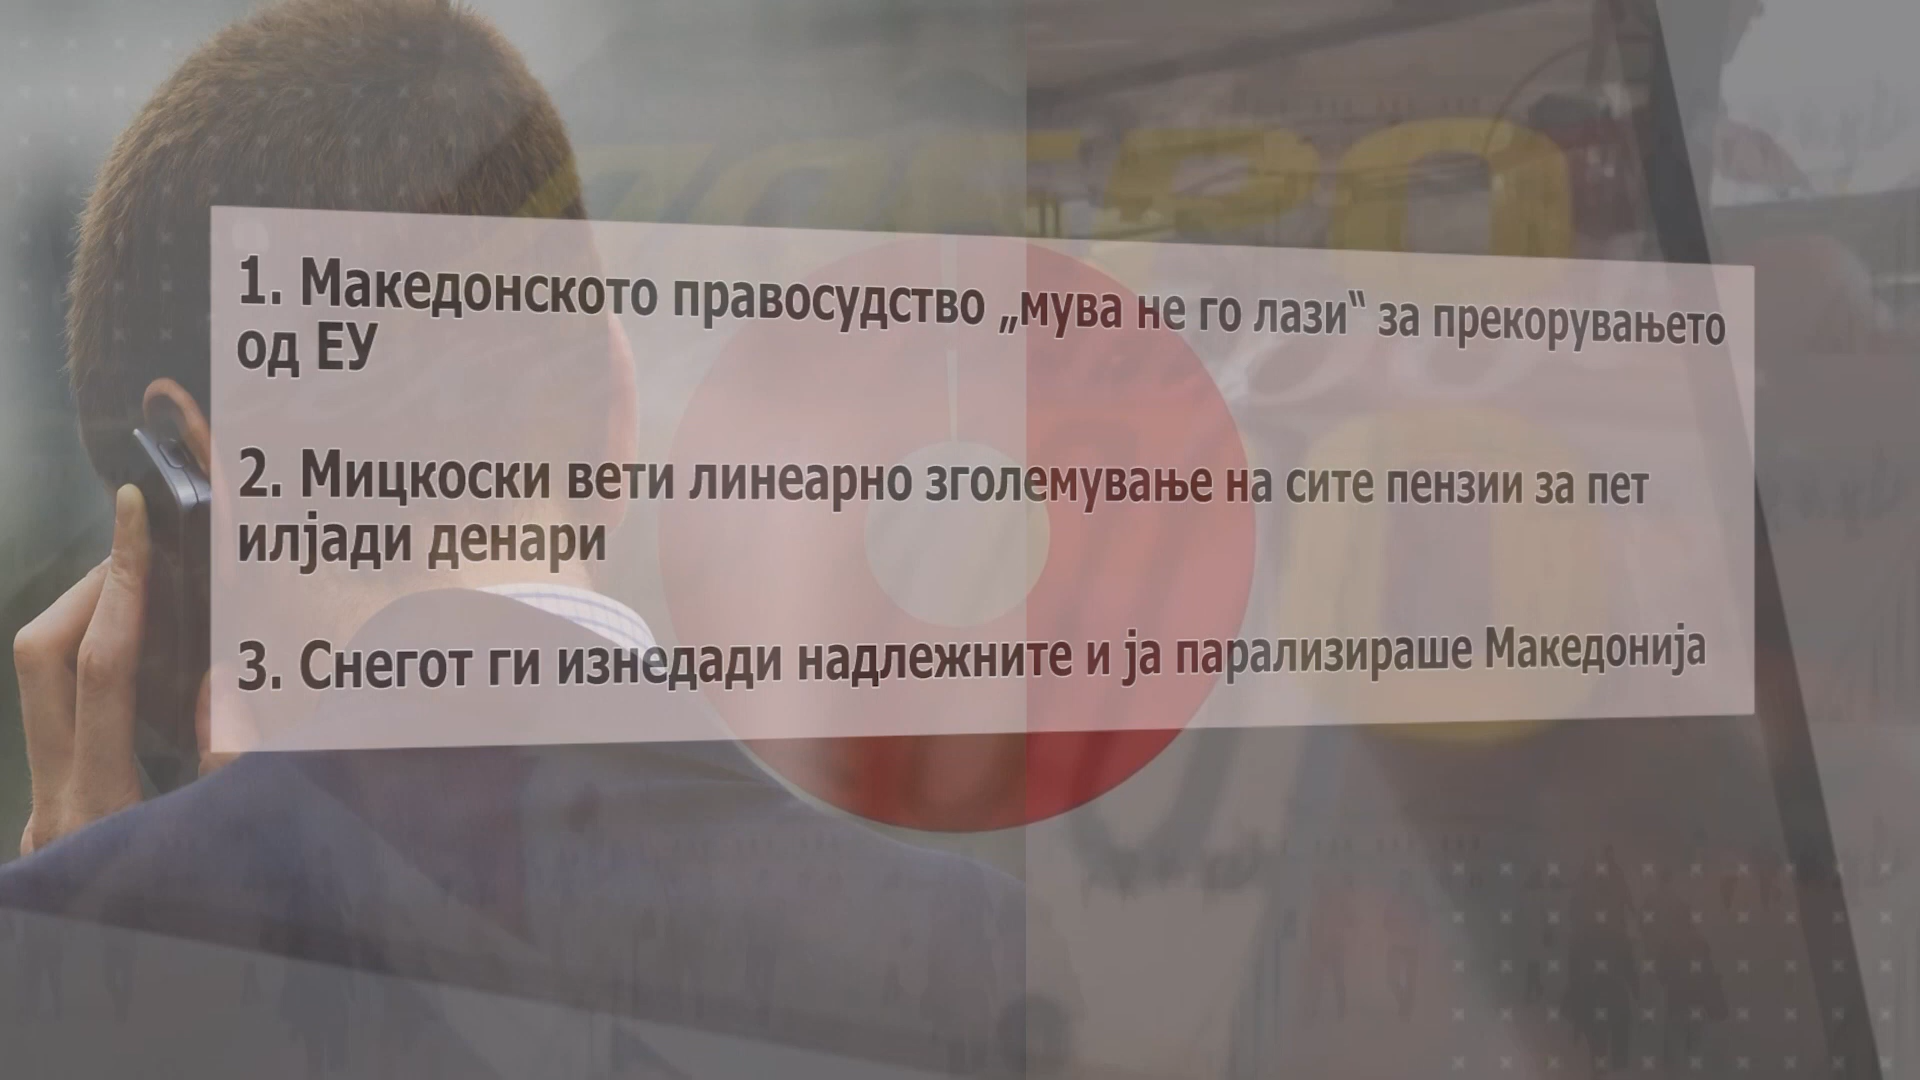 1. Македонското правосудство „мува не го лази“ за прекорувањето
од ЕУ
2. Мицкоски вети линеарно зголемување на сите пензии за пет
илјади денари
3. Снегот ги изнедади надлежните и ја парализираше Македонија